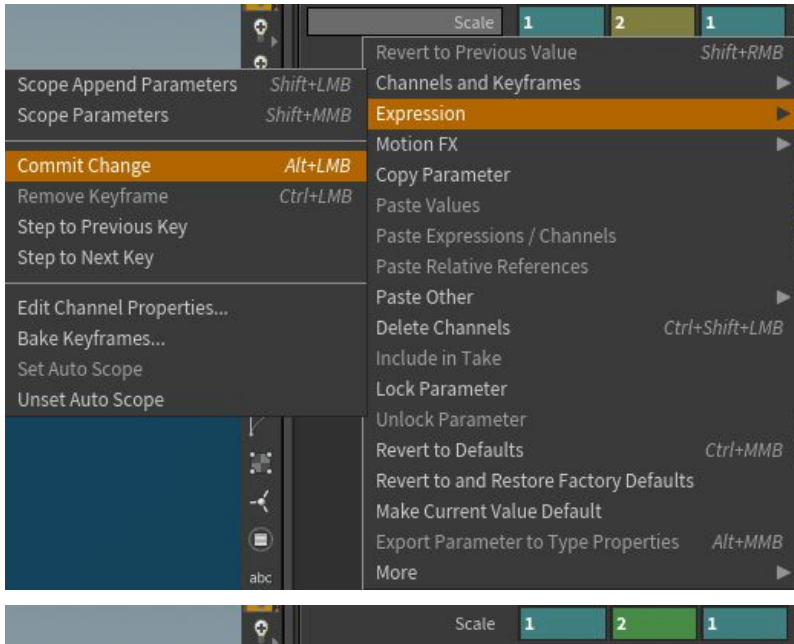 Scale 1 2 1
Revert to Previous Value Shift+RMB
Channels and Keyframes
Expression
Motion FX
Copy Parameter
Paste Values
Paste Expressions / Channels
Paste Relative References
Paste Other
Delete Channels Ctrl+Shift+LMB
Include in Take
Lock Parameter
Unlock Parameter
Revert to Defaults Ctrl+MMB
Revert to and Restore Factory Defaults
Make Current Value Default
Export Parameter to Type Properties Alt+MMB
More
Scope Append Parameters Shift+LMB
Scope Parameters Shift+MMB
Commit Change Alt+LMB
Remove Keyframe Ctrl+LMB
Step to Previous Key
Step to Next Key
Edit Channel Properties...
Bake Keyframes...
Set Auto Scope
Unset Auto Scope
abc
Scale 1 2 1